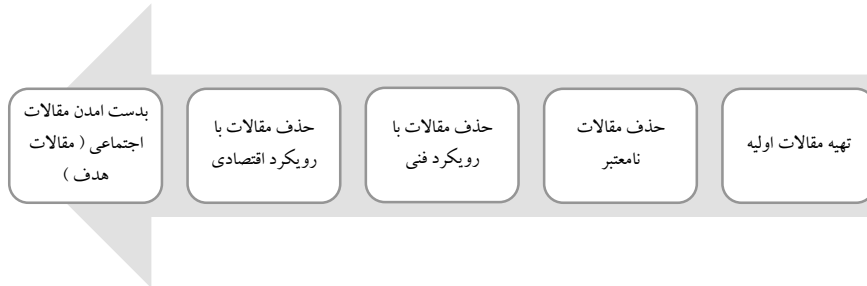 تهیه مقالات اولیه
حذف مقالات
نامعتبر
حذف مقالات با
رویکرد فنی
حذف مقالات با
رویکرد اقتصادی
بدست امدن مقالات
اجتماعی ( مقالات
هدف )